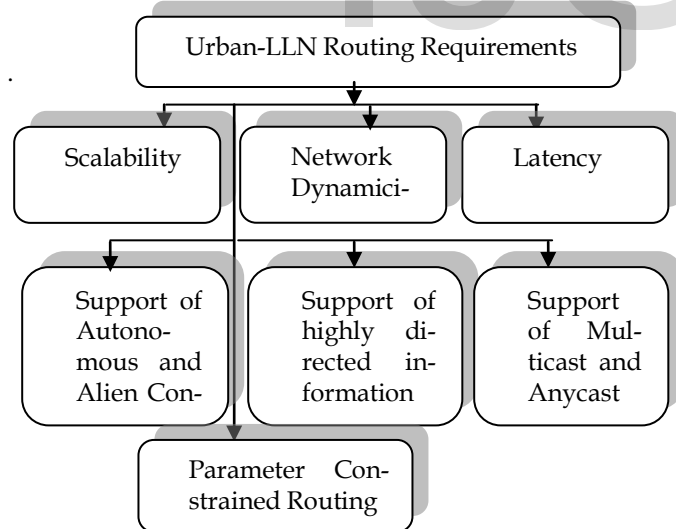 Urban-LLN Routing Requirements
.
Scalability
Network
Dynamici-
Latency
Support of
Autono-
mous and
Alien Con-
Support of
highly di-
rected in-
formation
Support
of Mul-
ticast and
Anycast
Parameter Con-
strained Routing